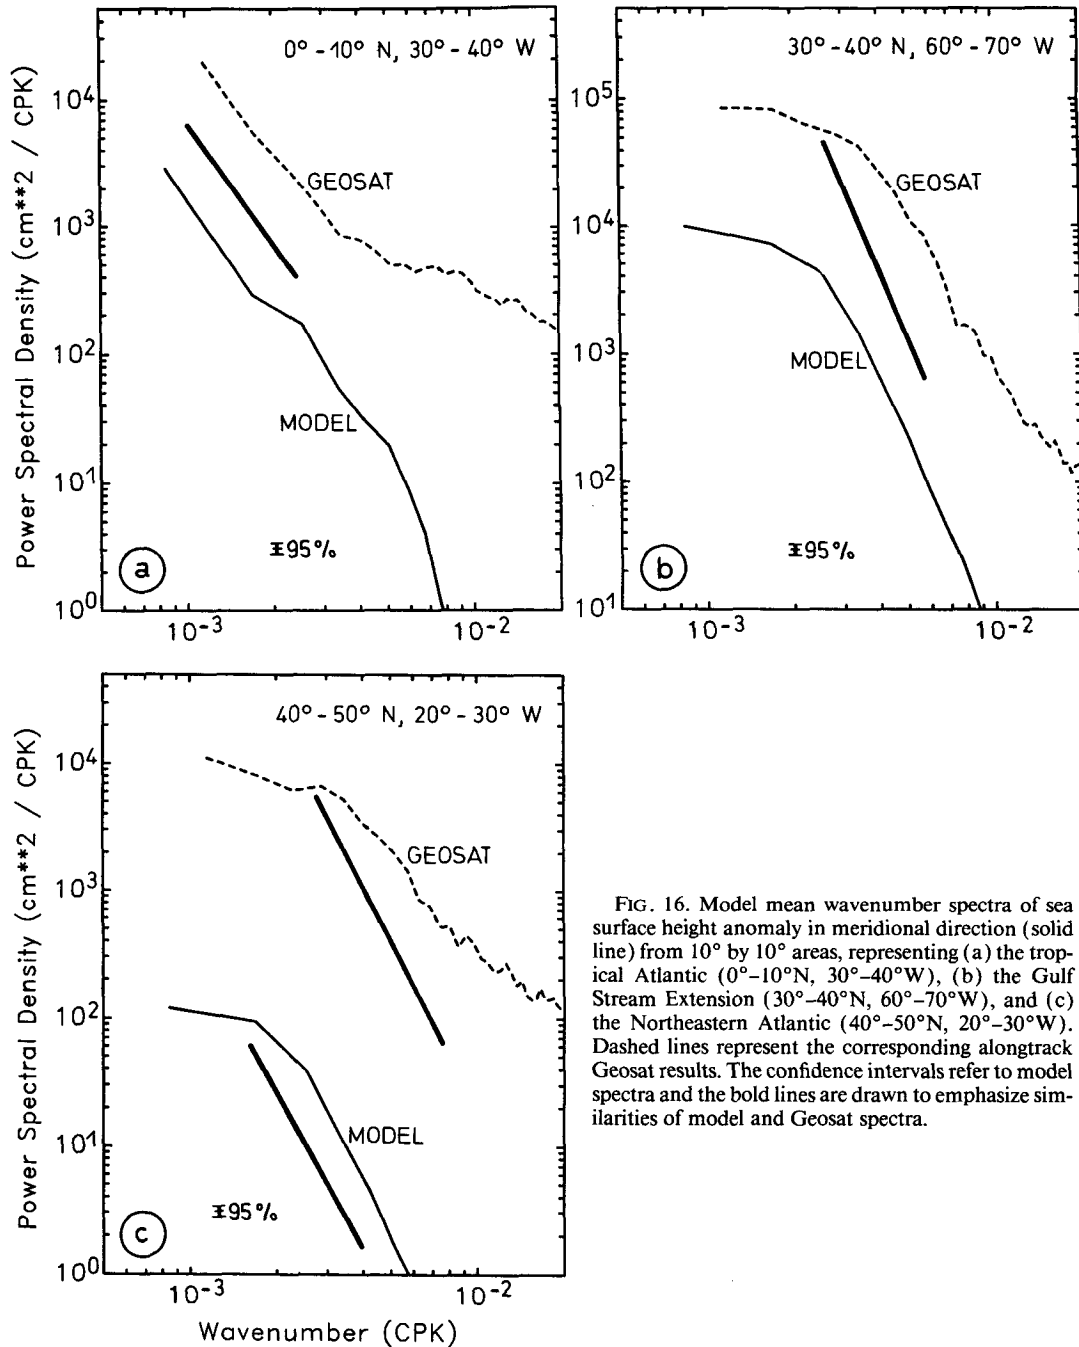 0° - 10° N, 30° - 40° W
Power Spectral Density (cm**2 / CPK)
10^4
10^3
10^2
10^1
10^0
GEOSAT
MODEL
95%
a
10^-3
10^-2
30° - 40° N, 60° - 70° W
10^5
10^4
10^3
10^2
10^1
GEOSAT
MODEL
95%
b
10^-3
10^-2
40° - 50° N, 20° - 30° W
Power Spectral Density (cm**2 / CPK)
10^4
10^3
10^2
10^1
10^0
GEOSAT
MODEL
95%
c
10^-3
10^-2
Wavenumber (CPK)
FIG. 16. Model mean wavenumber spectra of sea
surface height anomaly in meridional direction (solid
line) from 10° by 10° areas, representing (a) the trop-
ical Atlantic (0°–10°N, 30°–40°W), (b) the Gulf
Stream Extension (30°–40°N, 60°–70°W), and (c)
the Northeastern Atlantic (40°–50°N, 20°–30°W).
Dashed lines represent the corresponding alongtrack
Geosat results. The confidence intervals refer to model
spectra and the bold lines are drawn to emphasize sim-
ilarities of model and Geosat spectra.